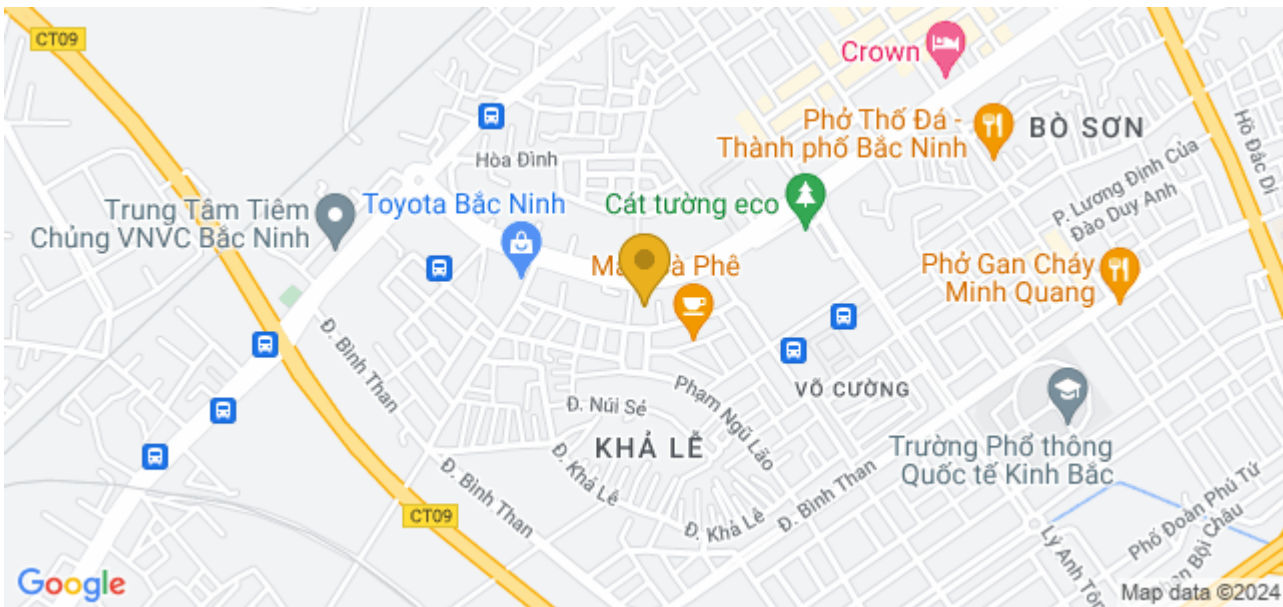 CT09
Crown
Phở Thố Đá -
Thành phố Bắc Ninh
BÒ SƠN
Hồ Đắc Di
Hòa Đình
P. Lương Định Của
Đào Duy Anh
Trung Tâm Tiêm
Chủng VNVC Bắc Ninh
Toyota Bắc Ninh
Cát tường eco
Phê
Phở Gan Cháy
Minh Quang
Đ. Bình Than
Phạm Ngũ Lão
VÕ CƯỜNG
Đ. Núi Sẻ
KHẢ LỄ
Đ. Khả Lễ
Trường Phổ thông
Quốc tế Kinh Bắc
Đ. Bình Than
Đ. Bình Than
CT09
Đ. Khả Lễ
Phố Đoàn Phú Tứ
Bội Châu
Google
Map data ©2024